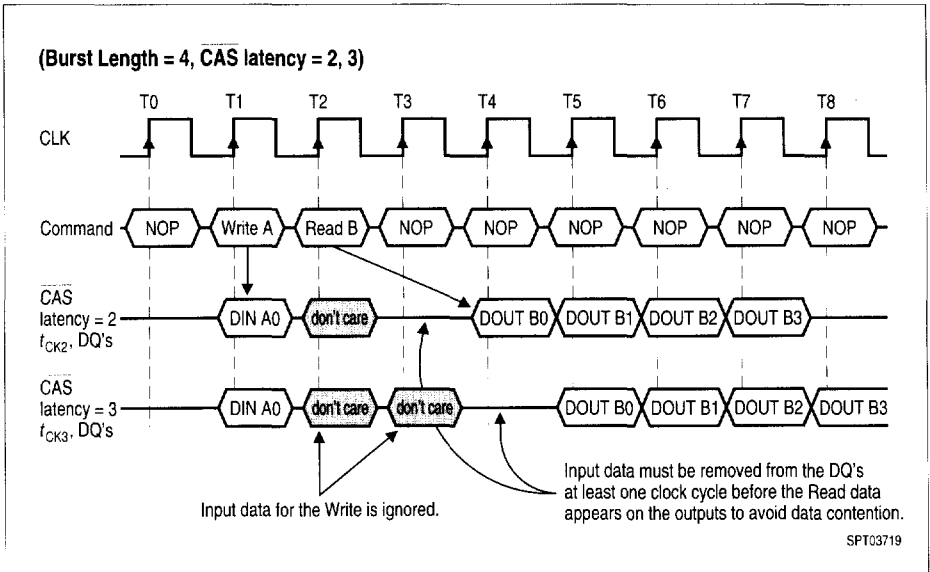 (Burst Length = 4, CAS latency = 2, 3)
T0 T1 T2 T3 T4 T5 T6 T7 T8
CLK
Command NOP Write A Read B NOP NOP NOP NOP NOP NOP
CAS
latency = 2
tCK2, DQ's
DIN A0 don't care DOUT B0 DOUT B1 DOUT B2 DOUT B3
CAS
latency = 3
tCK3, DQ's
DIN A0 don't care don't care DOUT B0 DOUT B1 DOUT B2 DOUT B3
Input data for the Write is ignored.
Input data must be removed from the DQ's
at least one clock cycle before the Read data
appears on the outputs to avoid data contention.
SPT03719